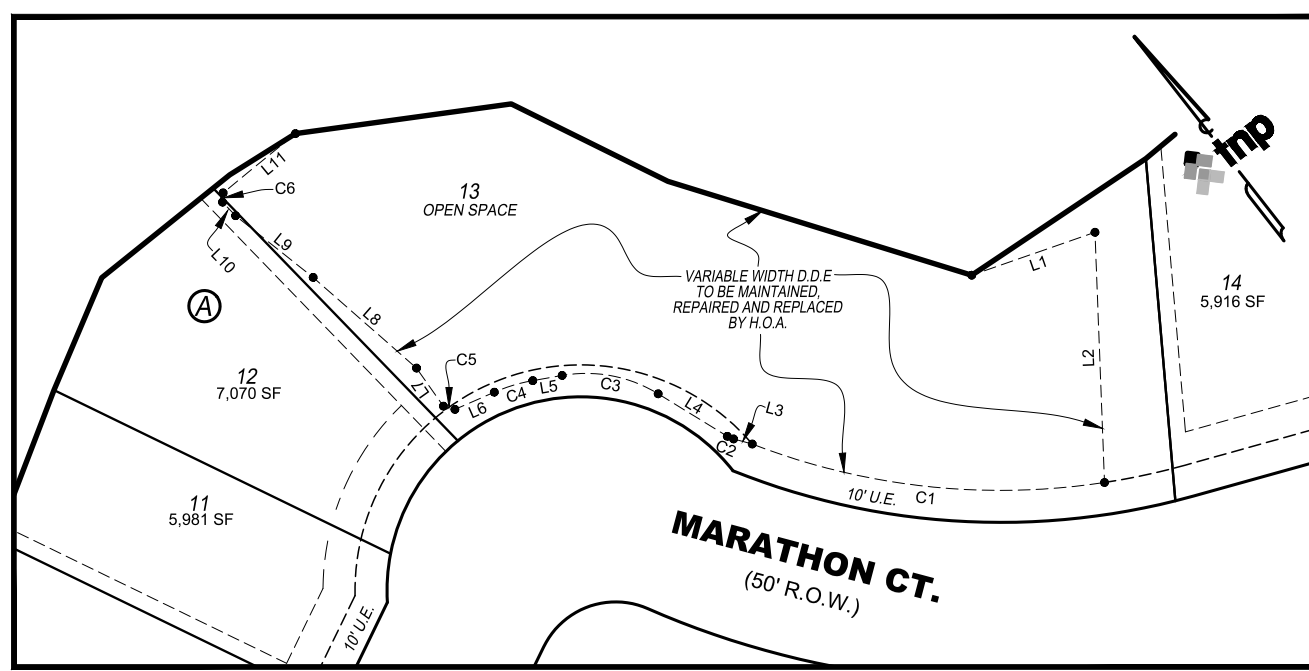 tnp
L11
C6
13
OPEN SPACE
L10
L9
L1
14
5,916 SF
VARIABLE WIDTH D.D.E
TO BE MAINTAINED,
REPAIRED AND REPLACED
BY H.O.A.
A
L8
L2
12
7,070 SF
C5
L7
L6
C4
L5
C3
L4
L3
C2
11
5,981 SF
10' U.E.
C1
MARATHON CT.
(50' R.O.W.)
10' U.E.